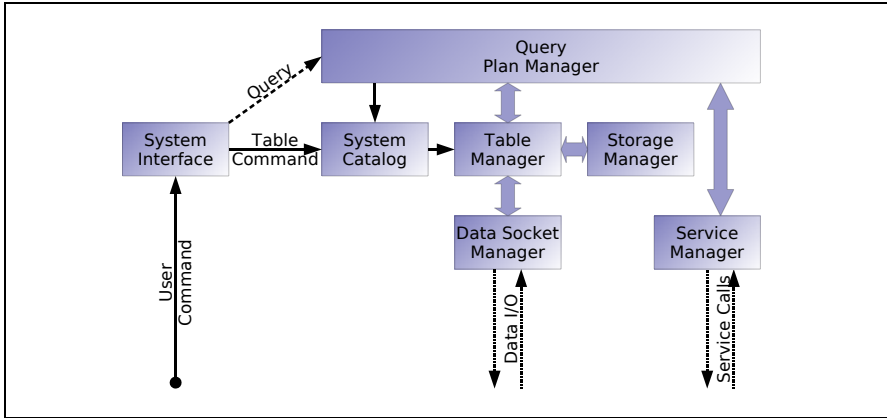 Query
Plan Manager
Query
System
Interface
Table
Command
System
Catalog
Table
Manager
Storage
Manager
Data Socket
Manager
Service
Manager
User
Command
Data I/O
Service Calls